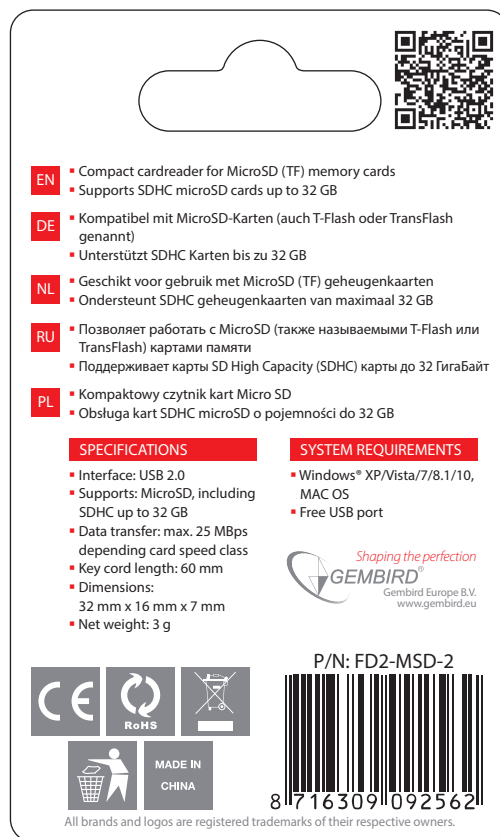 EN
▪ Compact cardreader for MicroSD (TF) memory cards
▪ Supports SDHC microSD cards up to 32 GB
DE
▪ Kompatibel mit MicroSD-Karten (auch T-Flash oder TransFlash
genannt)
▪ Unterstützt SDHC Karten bis zu 32 GB
NL
▪ Geschikt voor gebruik met MicroSD (TF) geheugenkaarten
▪ Ondersteunt SDHC geheugenkaarten van maximaal 32 GB
RU
▪ Позволяет работать с MicroSD (также называемыми T-Flash или
TransFlash) картами памяти
▪ Поддерживает карты SD High Capacity (SDHC) карты до 32 ГигаБайт
PL
▪ Kompaktowy czytnik kart Micro SD
▪ Obsługa kart SDHC microSD o pojemności do 32 GB
SPECIFICATIONS
▪ Interface: USB 2.0
▪ Supports: MicroSD, including
SDHC up to 32 GB
▪ Data transfer: max. 25 MBps
depending card speed class
▪ Key cord length: 60 mm
▪ Dimensions:
32 mm x 16 mm x 7 mm
▪ Net weight: 3 g
SYSTEM REQUIREMENTS
▪ Windows® XP/Vista/7/8.1/10,
MAC OS
▪ Free USB port
Shaping the perfection
GEMBIRD®
Gembird Europe B.V.
www.gembird.eu
CE
RoHS
MADE IN
CHINA
P/N: FD2-MSD-2
8 716309 092562
All brands and logos are registered trademarks of their respective owners.